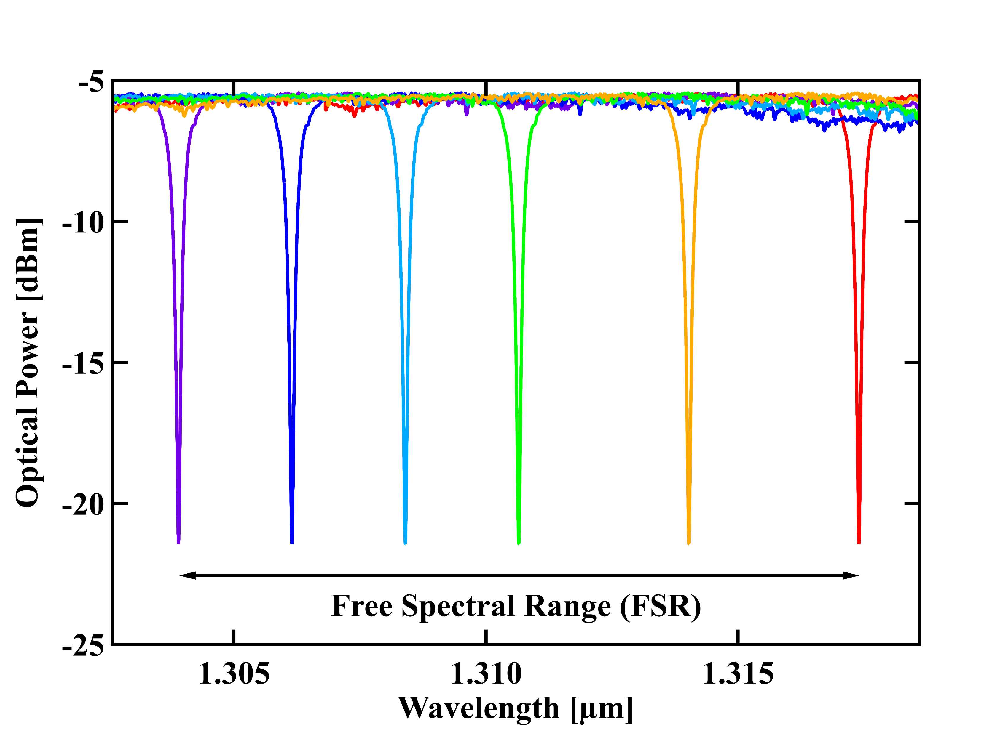 -5
-10
-15
-20
-25
Optical Power [dBm]
Free Spectral Range (FSR)
1.305 1.310 1.315
Wavelength [μm]